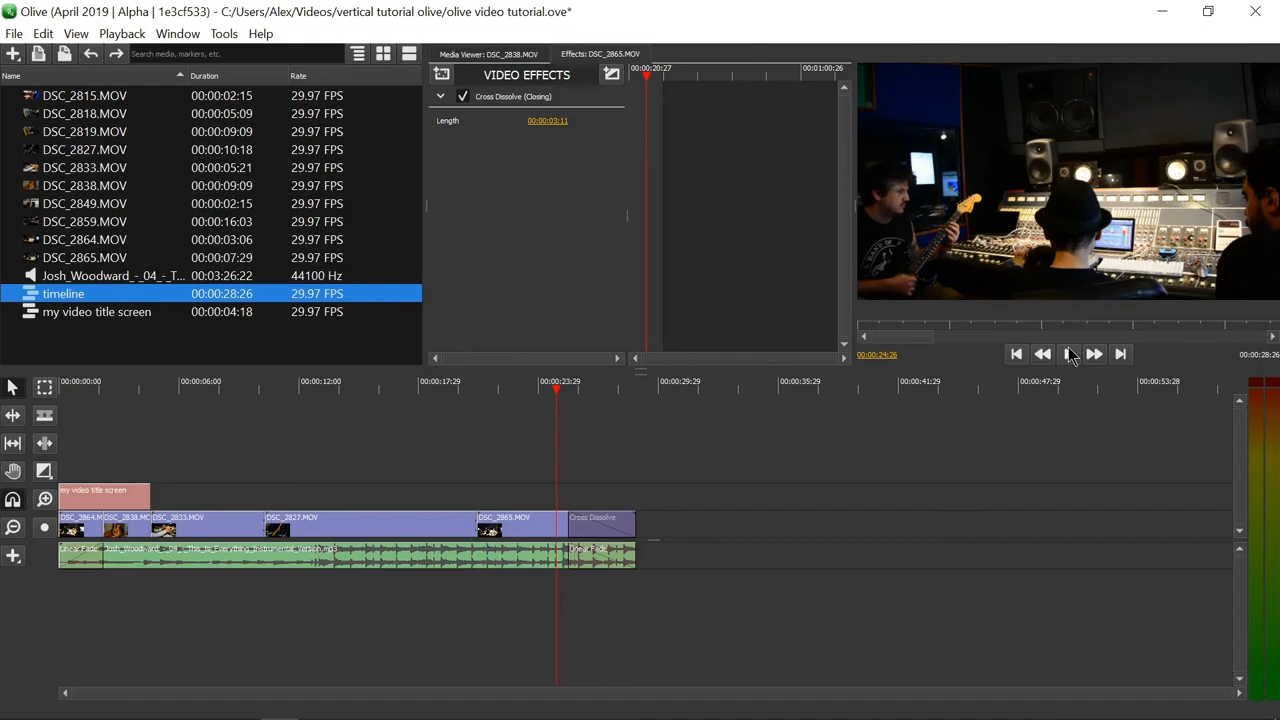 Olive (April 2019 | Alpha | 1e3cf533) - C:/Users/Alex/Videos/vertical tutorial olive/olive video tutorial.ove*
File Edit View Playback Window Tools Help
Search media, markers, etc.
Name Duration Rate
DSC_2815.MOV 00:00:02:15 29.97 FPS
DSC_2818.MOV 00:00:05:09 29.97 FPS
DSC_2819.MOV 00:00:09:09 29.97 FPS
DSC_2827.MOV 00:00:10:18 29.97 FPS
DSC_2833.MOV 00:00:05:21 29.97 FPS
DSC_2838.MOV 00:00:09:09 29.97 FPS
DSC_2849.MOV 00:00:02:15 29.97 FPS
DSC_2859.MOV 00:00:16:03 29.97 FPS
DSC_2864.MOV 00:00:03:06 29.97 FPS
DSC_2865.MOV 00:00:07:29 29.97 FPS
Josh_Woodward_-_04_-_T... 00:03:26:22 44100 Hz
timeline 00:00:28:26 29.97 FPS
my video title screen 00:00:04:18 29.97 FPS
Media Viewer: DSC_2838.MOV Effects: DSC_2865.MOV
VIDEO EFFECTS
Cross Dissolve (Closing)
Length 00:00:03:11
00:00:20:27 00:01:00:26
00:00:24:26 00:00:28:26
00:00:00:00 00:00:06:00 00:00:12:00 00:00:17:29 00:00:23:29 00:00:29:29 00:00:35:29 00:00:41:29 00:00:47:29 00:00:53:28
my video title screen
DSC_2864.M DSC_2838.MC DSC_2833.MOV DSC_2827.MOV DSC_2865.MOV Cross Dissolve
Linear Fade Josh_Woodward_-_04_-_This_Is_Everything_Instrumental_Version.mp3 Linear Fade